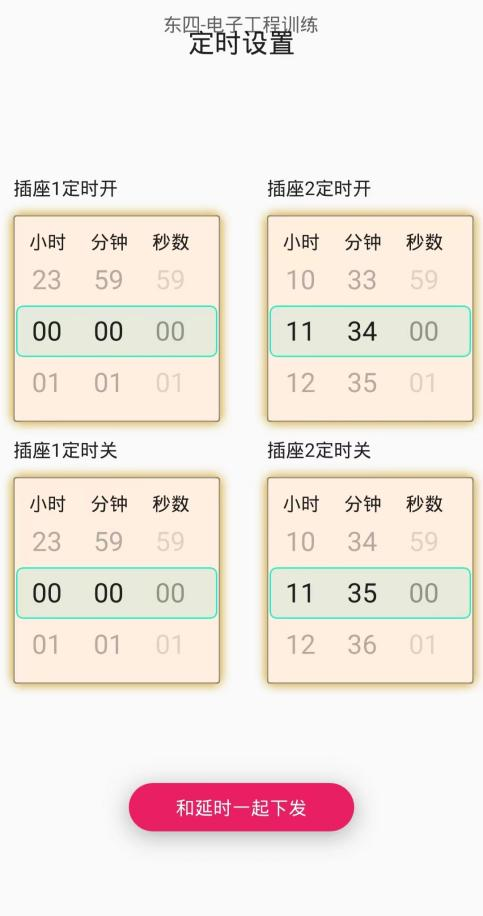 东四-电子工程训练
定时设置
插座1定时开 插座2定时开
小时 分钟 秒数 小时 分钟 秒数
23 59 59 10 33 59
00 00 00 11 34 00
01 01 01 12 35 01
插座1定时关 插座2定时关
小时 分钟 秒数 小时 分钟 秒数
23 59 59 10 34 59
00 00 00 11 35 00
01 01 01 12 36 01
和延时一起下发